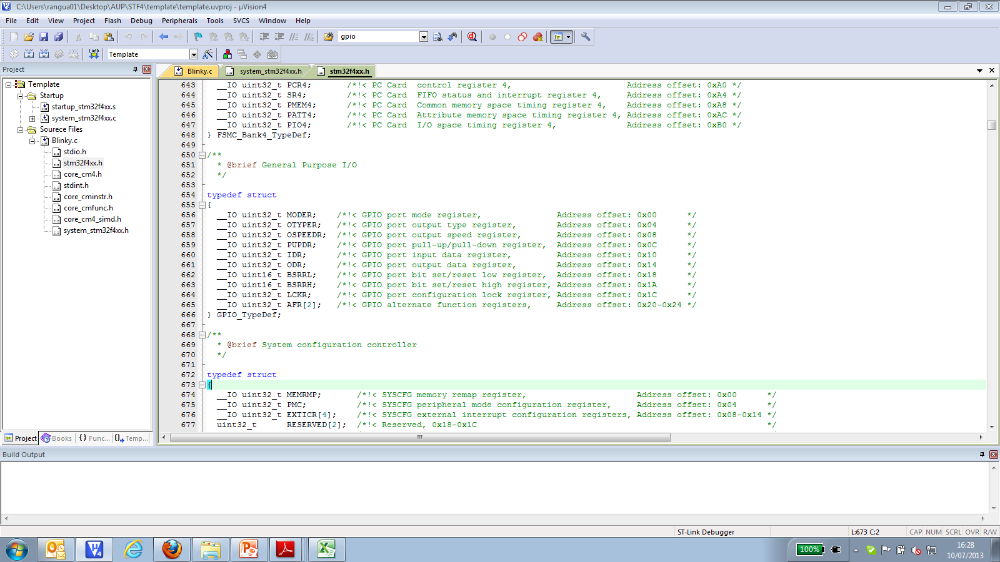 C:\Users\rangua01\Desktop\AUP\STF4\template\template.uvproj - µVision4
File Edit View Project Flash Debug Peripherals Tools SVCS Window Help
gpio
LOAD Template
Project
Blinky.c system_stm32f4xx.h stm32f4xx.h
Template
Startup
startup_stm32f4xx.s
system_stm32f4xx.c
Sourece Files
Blinky.c
stdio.h
stm32f4xx.h
core_cm4.h
stdint.h
core_cminstr.h
core_cmfunc.h
core_cm4_simd.h
system_stm32f4xx.h
Project Books {} Func... Temp...
643 __IO uint32_t PCR4; /*!< PC Card control register 4, Address offset: 0xA0 */
644 __IO uint32_t SR4; /*!< PC Card FIFO status and interrupt register 4, Address offset: 0xA4 */
645 __IO uint32_t PMEM4; /*!< PC Card Common memory space timing register 4, Address offset: 0xA8 */
646 __IO uint32_t PATT4; /*!< PC Card Attribute memory space timing register 4, Address offset: 0xAC */
647 __IO uint32_t PIO4; /*!< PC Card I/O space timing register 4, Address offset: 0xB0 */
648 } FSMC_Bank4_TypeDef;
649
650 /**
651 * @brief General Purpose I/O
652 */
653
654 typedef struct
655 {
656 __IO uint32_t MODER; /*!< GPIO port mode register, Address offset: 0x00 */
657 __IO uint32_t OTYPER; /*!< GPIO port output type register, Address offset: 0x04 */
658 __IO uint32_t OSPEEDR; /*!< GPIO port output speed register, Address offset: 0x08 */
659 __IO uint32_t PUPDR; /*!< GPIO port pull-up/pull-down register, Address offset: 0x0C */
660 __IO uint32_t IDR; /*!< GPIO port input data register, Address offset: 0x10 */
661 __IO uint32_t ODR; /*!< GPIO port output data register, Address offset: 0x14 */
662 __IO uint16_t BSRRL; /*!< GPIO port bit set/reset low register, Address offset: 0x18 */
663 __IO uint16_t BSRRH; /*!< GPIO port bit set/reset high register, Address offset: 0x1A */
664 __IO uint32_t LCKR; /*!< GPIO port configuration lock register, Address offset: 0x1C */
665 __IO uint32_t AFR[2]; /*!< GPIO alternate function registers, Address offset: 0x20-0x24 */
666 } GPIO_TypeDef;
667
668 /**
669 * @brief System configuration controller
670 */
671
672 typedef struct
673 {
674 __IO uint32_t MEMRMP; /*!< SYSCFG memory remap register, Address offset: 0x00 */
675 __IO uint32_t PMC; /*!< SYSCFG peripheral mode configuration register, Address offset: 0x04 */
676 __IO uint32_t EXTICR[4]; /*!< SYSCFG external interrupt configuration registers, Address offset: 0x08-0x14 */
677 uint32_t RESERVED[2]; /*!< Reserved, 0x18-0x1C */
Build Output
ST-Link Debugger L:673 C:2 CAP NUM SCRL OVR R/W
100% 16:28
10/07/2013